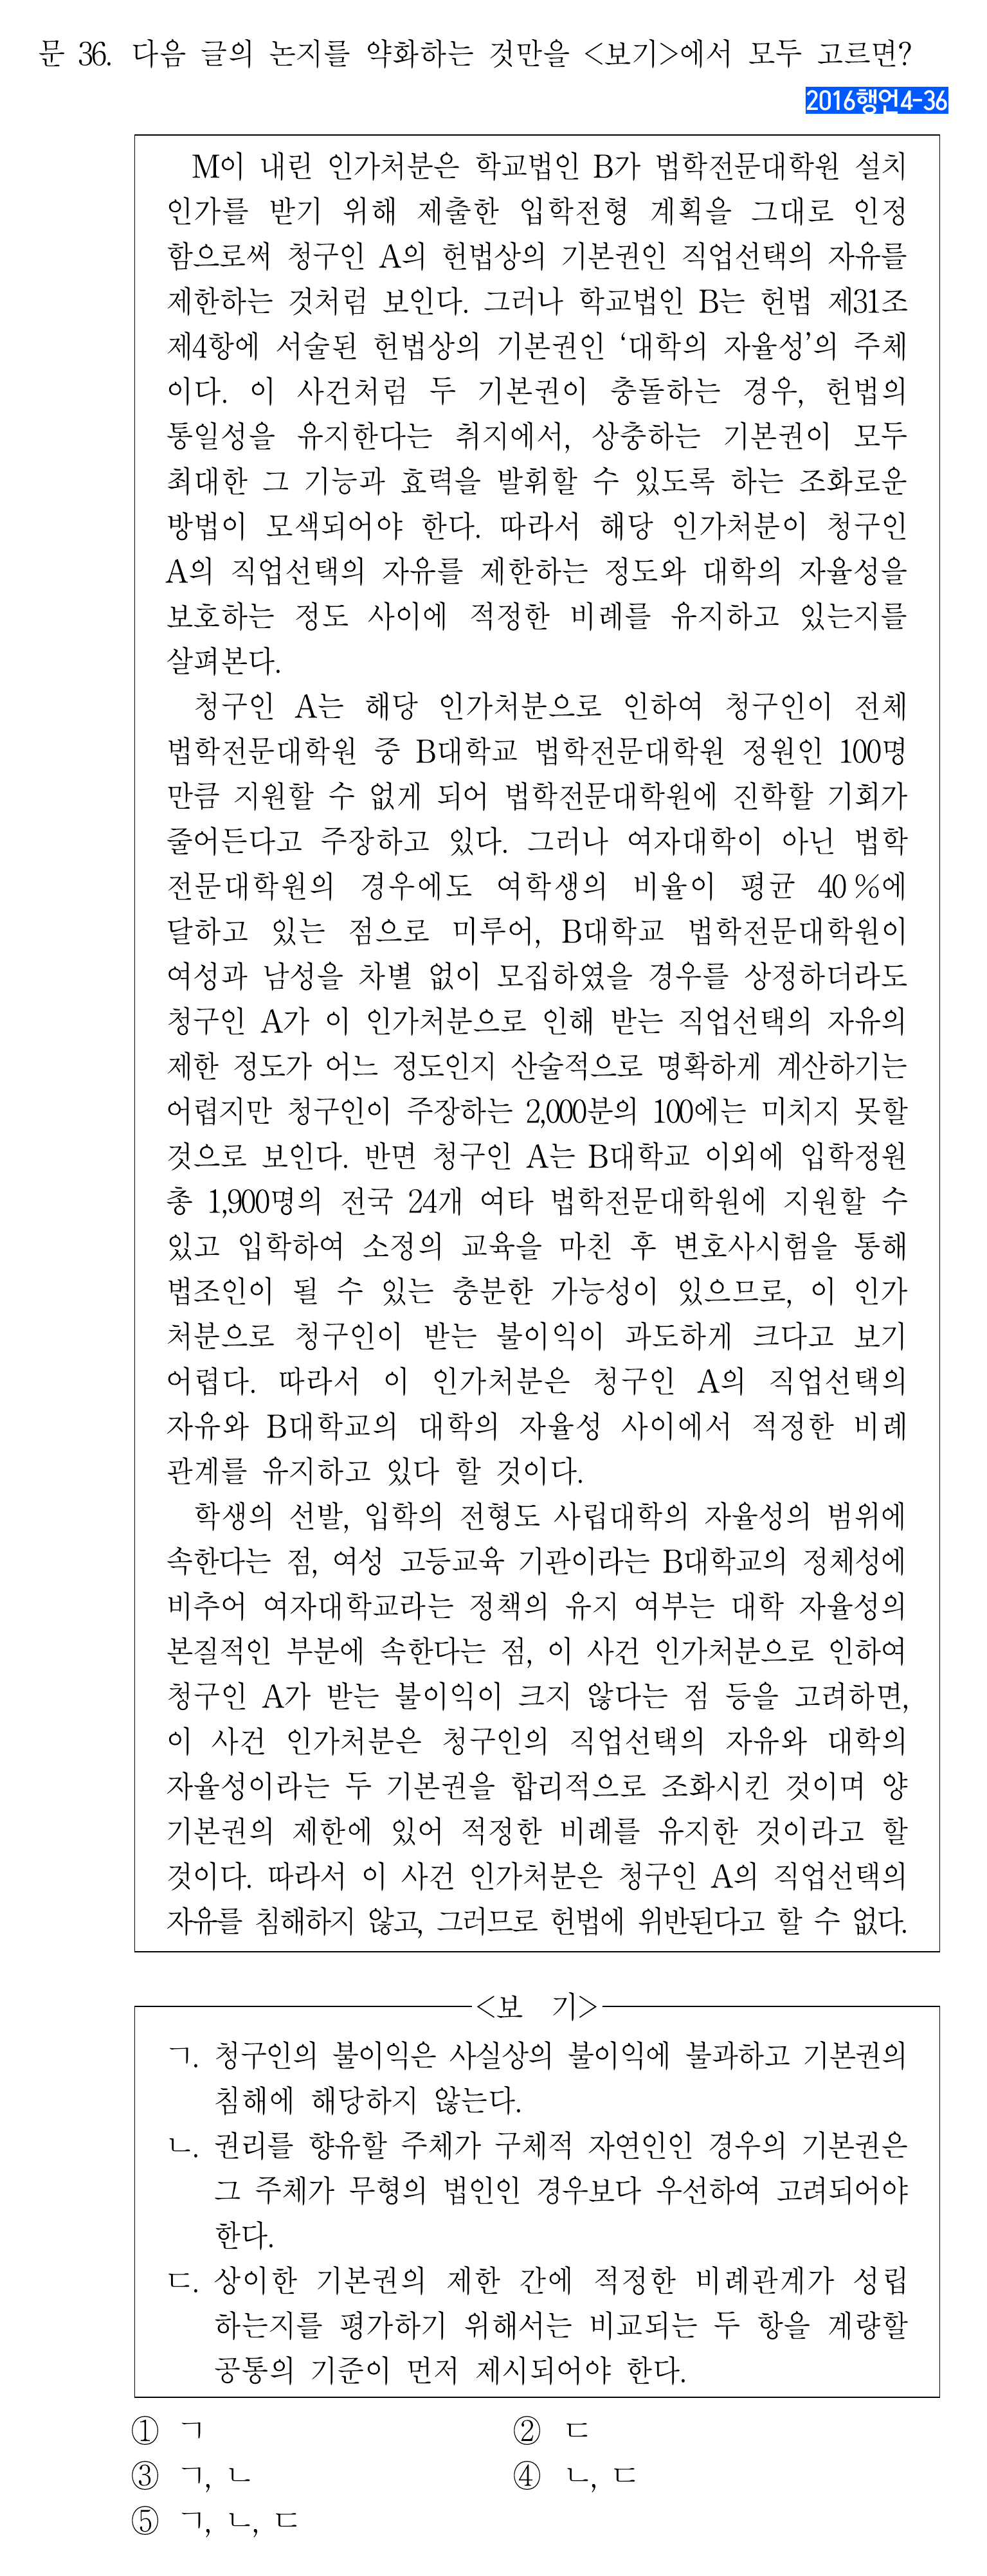 문 36. 다음 글의 논지를 약화하는 것만을 <보기>에서 모두 고르면?
2016행언4-36
M이 내린 인가처분은 학교법인 B가 법학전문대학원 설치
인가를 받기 위해 제출한 입학전형 계획을 그대로 인정
함으로써 청구인 A의 헌법상의 기본권인 직업선택의 자유를
제한하는 것처럼 보인다. 그러나 학교법인 B는 헌법 제31조
제4항에 서술된 헌법상의 기본권인 ‘대학의 자율성’의 주체
이다. 이 사건처럼 두 기본권이 충돌하는 경우, 헌법의
통일성을 유지한다는 취지에서, 상충하는 기본권이 모두
최대한 그 기능과 효력을 발휘할 수 있도록 하는 조화로운
방법이 모색되어야 한다. 따라서 해당 인가처분이 청구인
A의 직업선택의 자유를 제한하는 정도와 대학의 자율성을
보호하는 정도 사이에 적정한 비례를 유지하고 있는지를
살펴본다.
청구인 A는 해당 인가처분으로 인하여 청구인이 전체
법학전문대학원 중 B대학교 법학전문대학원 정원인 100명
만큼 지원할 수 없게 되어 법학전문대학원에 진학할 기회가
줄어든다고 주장하고 있다. 그러나 여자대학이 아닌 법학
전문대학원의 경우에도 여학생의 비율이 평균 40 %에
달하고 있는 점으로 미루어, B대학교 법학전문대학원이
여성과 남성을 차별 없이 모집하였을 경우를 상정하더라도
청구인 A가 이 인가처분으로 인해 받는 직업선택의 자유의
제한 정도가 어느 정도인지 산술적으로 명확하게 계산하기는
어렵지만 청구인이 주장하는 2,000분의 100에는 미치지 못할
것으로 보인다. 반면 청구인 A는 B대학교 이외에 입학정원
총 1,900명의 전국 24개 여타 법학전문대학원에 지원할 수
있고 입학하여 소정의 교육을 마친 후 변호사시험을 통해
법조인이 될 수 있는 충분한 가능성이 있으므로, 이 인가
처분으로 청구인이 받는 불이익이 과도하게 크다고 보기
어렵다. 따라서 이 인가처분은 청구인 A의 직업선택의
자유와 B대학교의 대학의 자율성 사이에서 적정한 비례
관계를 유지하고 있다 할 것이다.
학생의 선발, 입학의 전형도 사립대학의 자율성의 범위에
속한다는 점, 여성 고등교육 기관이라는 B대학교의 정체성에
비추어 여자대학교라는 정책의 유지 여부는 대학 자율성의
본질적인 부분에 속한다는 점, 이 사건 인가처분으로 인하여
청구인 A가 받는 불이익이 크지 않다는 점 등을 고려하면,
이 사건 인가처분은 청구인의 직업선택의 자유와 대학의
자율성이라는 두 기본권을 합리적으로 조화시킨 것이며 양
기본권의 제한에 있어 적정한 비례를 유지한 것이라고 할
것이다. 따라서 이 사건 인가처분은 청구인 A의 직업선택의
자유를 침해하지 않고, 그러므로 헌법에 위반된다고 할 수 없다.
<보 기>
ㄱ. 청구인의 불이익은 사실상의 불이익에 불과하고 기본권의
침해에 해당하지 않는다.
ㄴ. 권리를 향유할 주체가 구체적 자연인인 경우의 기본권은
그 주체가 무형의 법인인 경우보다 우선하여 고려되어야
한다.
ㄷ. 상이한 기본권의 제한 간에 적정한 비례관계가 성립
하는지를 평가하기 위해서는 비교되는 두 항을 계량할
공통의 기준이 먼저 제시되어야 한다.
① ㄱ ② ㄷ
③ ㄱ, ㄴ ④ ㄴ, ㄷ
⑤ ㄱ, ㄴ, ㄷ